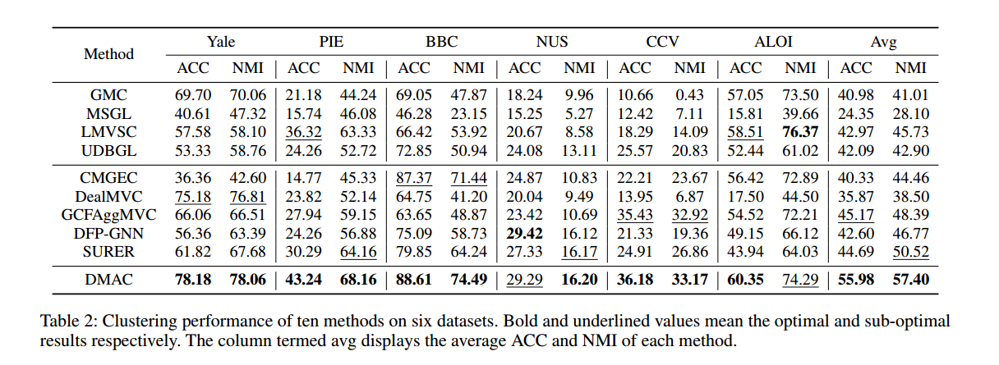 Method Yale PIE BBC NUS CCV ALOI Avg
ACC NMI ACC NMI ACC NMI ACC NMI ACC NMI ACC NMI ACC NMI
GMC 69.70 70.06 21.18 44.24 69.05 47.87 18.24 9.96 10.66 0.43 57.05 73.50 40.98 41.01
MSGL 40.61 47.32 15.74 46.08 46.28 23.15 15.25 5.27 12.42 7.11 15.81 39.66 24.35 28.10
LMVSC 57.58 58.10 36.32 63.33 66.42 53.92 20.67 8.58 18.29 14.09 58.51 76.37 42.97 45.73
UDBGL 53.33 58.76 24.26 52.72 72.85 50.94 24.08 13.11 25.57 20.83 52.44 61.02 42.09 42.90
CMGEC 36.36 42.60 14.77 45.33 87.37 71.44 24.87 10.83 22.21 23.67 56.42 72.89 40.33 44.46
DealMVC 75.18 76.81 23.82 52.14 64.75 41.20 20.04 9.49 13.95 6.87 17.50 44.50 35.87 38.50
GCFAggMVC 66.06 66.51 27.94 59.15 63.65 48.87 23.42 10.69 35.43 32.92 54.52 72.21 45.17 48.39
DFP-GNN 56.36 63.39 24.26 56.88 75.09 58.73 29.42 16.12 21.33 19.36 49.15 66.12 42.60 46.77
SURER 61.82 67.68 30.29 64.16 79.85 64.24 27.33 16.17 24.91 26.86 43.94 64.03 44.69 50.52
DMAC 78.18 78.06 43.24 68.16 88.61 74.49 29.29 16.20 36.18 33.17 60.35 74.29 55.98 57.40
Table 2: Clustering performance of ten methods on six datasets. Bold and underlined values mean the optimal and sub-optimal
results respectively. The column termed avg displays the average ACC and NMI of each method.